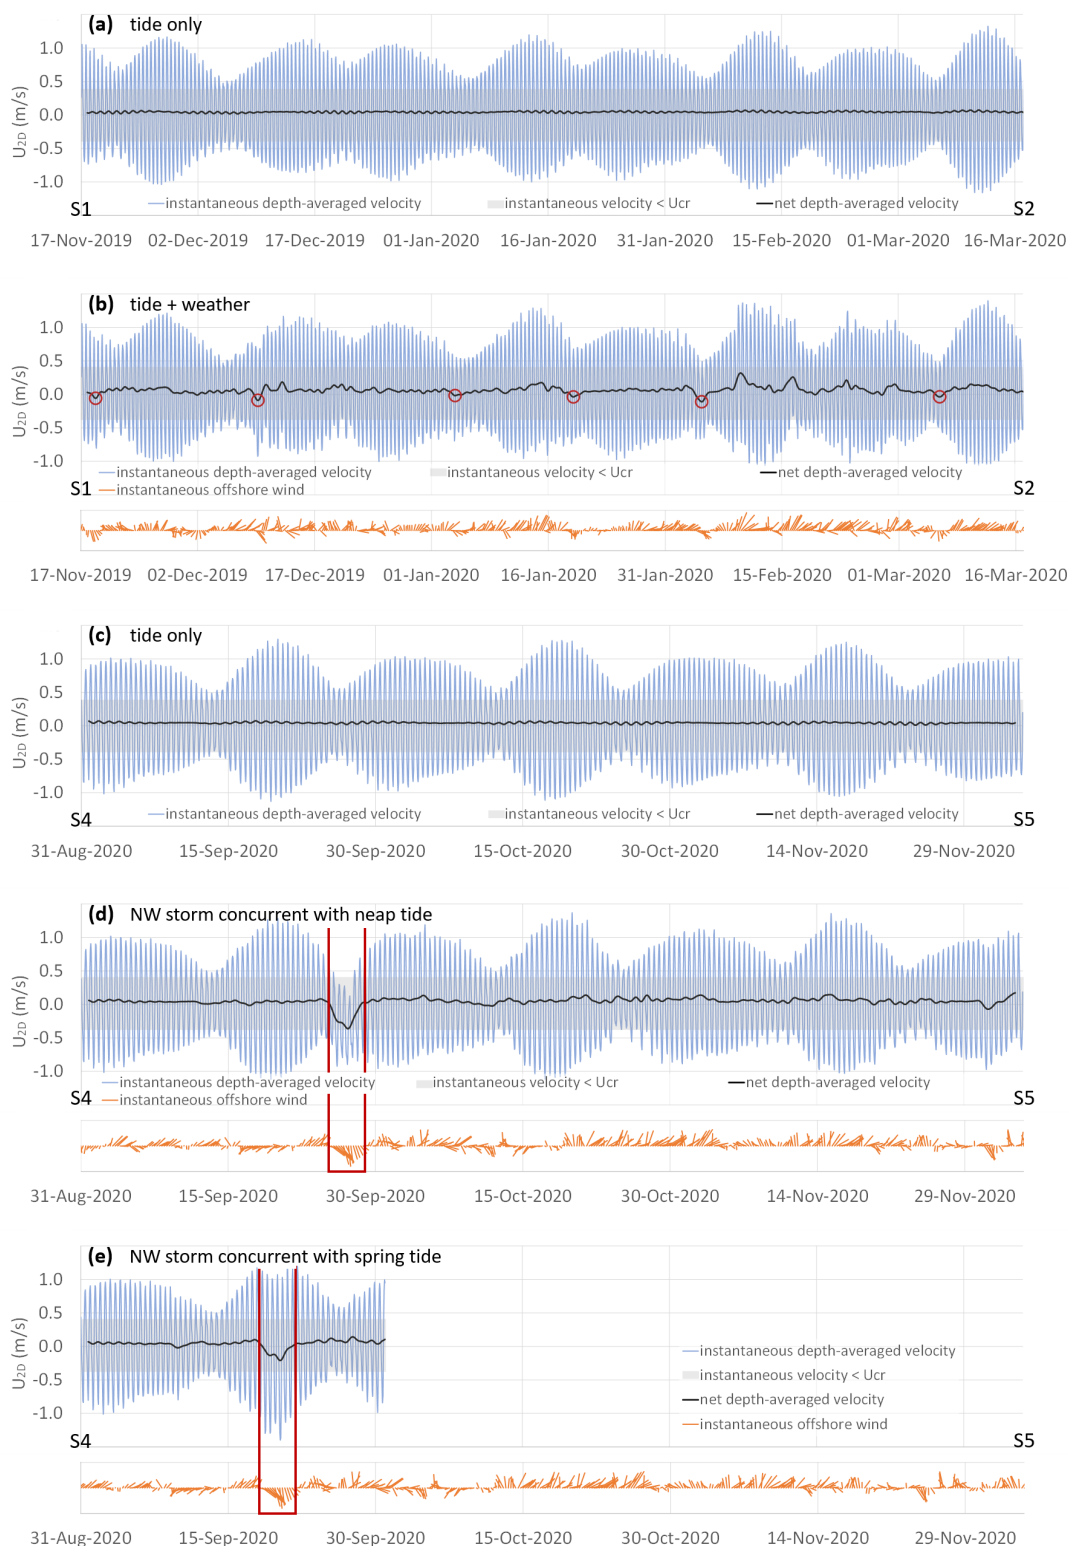 (a) tide only
1.0
0.5
0.0
-0.5
-1.0
U2D (m/s)
instantaneous depth-averaged velocity instantaneous velocity < Ucr net depth-averaged velocity
S1 S2
17-Nov-2019 02-Dec-2019 17-Dec-2019 01-Jan-2020 16-Jan-2020 31-Jan-2020 15-Feb-2020 01-Mar-2020 16-Mar-2020
(b) tide + weather
1.0
0.5
0.0
-0.5
-1.0
U2D (m/s)
instantaneous depth-averaged velocity instantaneous velocity < Ucr net depth-averaged velocity
S1 instantaneous offshore wind S2
17-Nov-2019 02-Dec-2019 17-Dec-2019 01-Jan-2020 16-Jan-2020 31-Jan-2020 15-Feb-2020 01-Mar-2020 16-Mar-2020
(c) tide only
1.0
0.5
0.0
-0.5
-1.0
U2D (m/s)
instantaneous depth-averaged velocity instantaneous velocity < Ucr net depth-averaged velocity
S4 S5
31-Aug-2020 15-Sep-2020 30-Sep-2020 15-Oct-2020 30-Oct-2020 14-Nov-2020 29-Nov-2020
(d) NW storm concurrent with neap tide
1.0
0.5
0.0
-0.5
-1.0
U2D (m/s)
instantaneous depth-averaged velocity instantaneous velocity < Ucr net depth-averaged velocity
S4 instantaneous offshore wind S5
31-Aug-2020 15-Sep-2020 30-Sep-2020 15-Oct-2020 30-Oct-2020 14-Nov-2020 29-Nov-2020
(e) NW storm concurrent with spring tide
1.0
0.5
0.0
-0.5
-1.0
U2D (m/s)
instantaneous depth-averaged velocity
instantaneous velocity < Ucr
net depth-averaged velocity
instantaneous offshore wind
S4 S5
31-Aug-2020 15-Sep-2020 30-Sep-2020 15-Oct-2020 30-Oct-2020 14-Nov-2020 29-Nov-2020